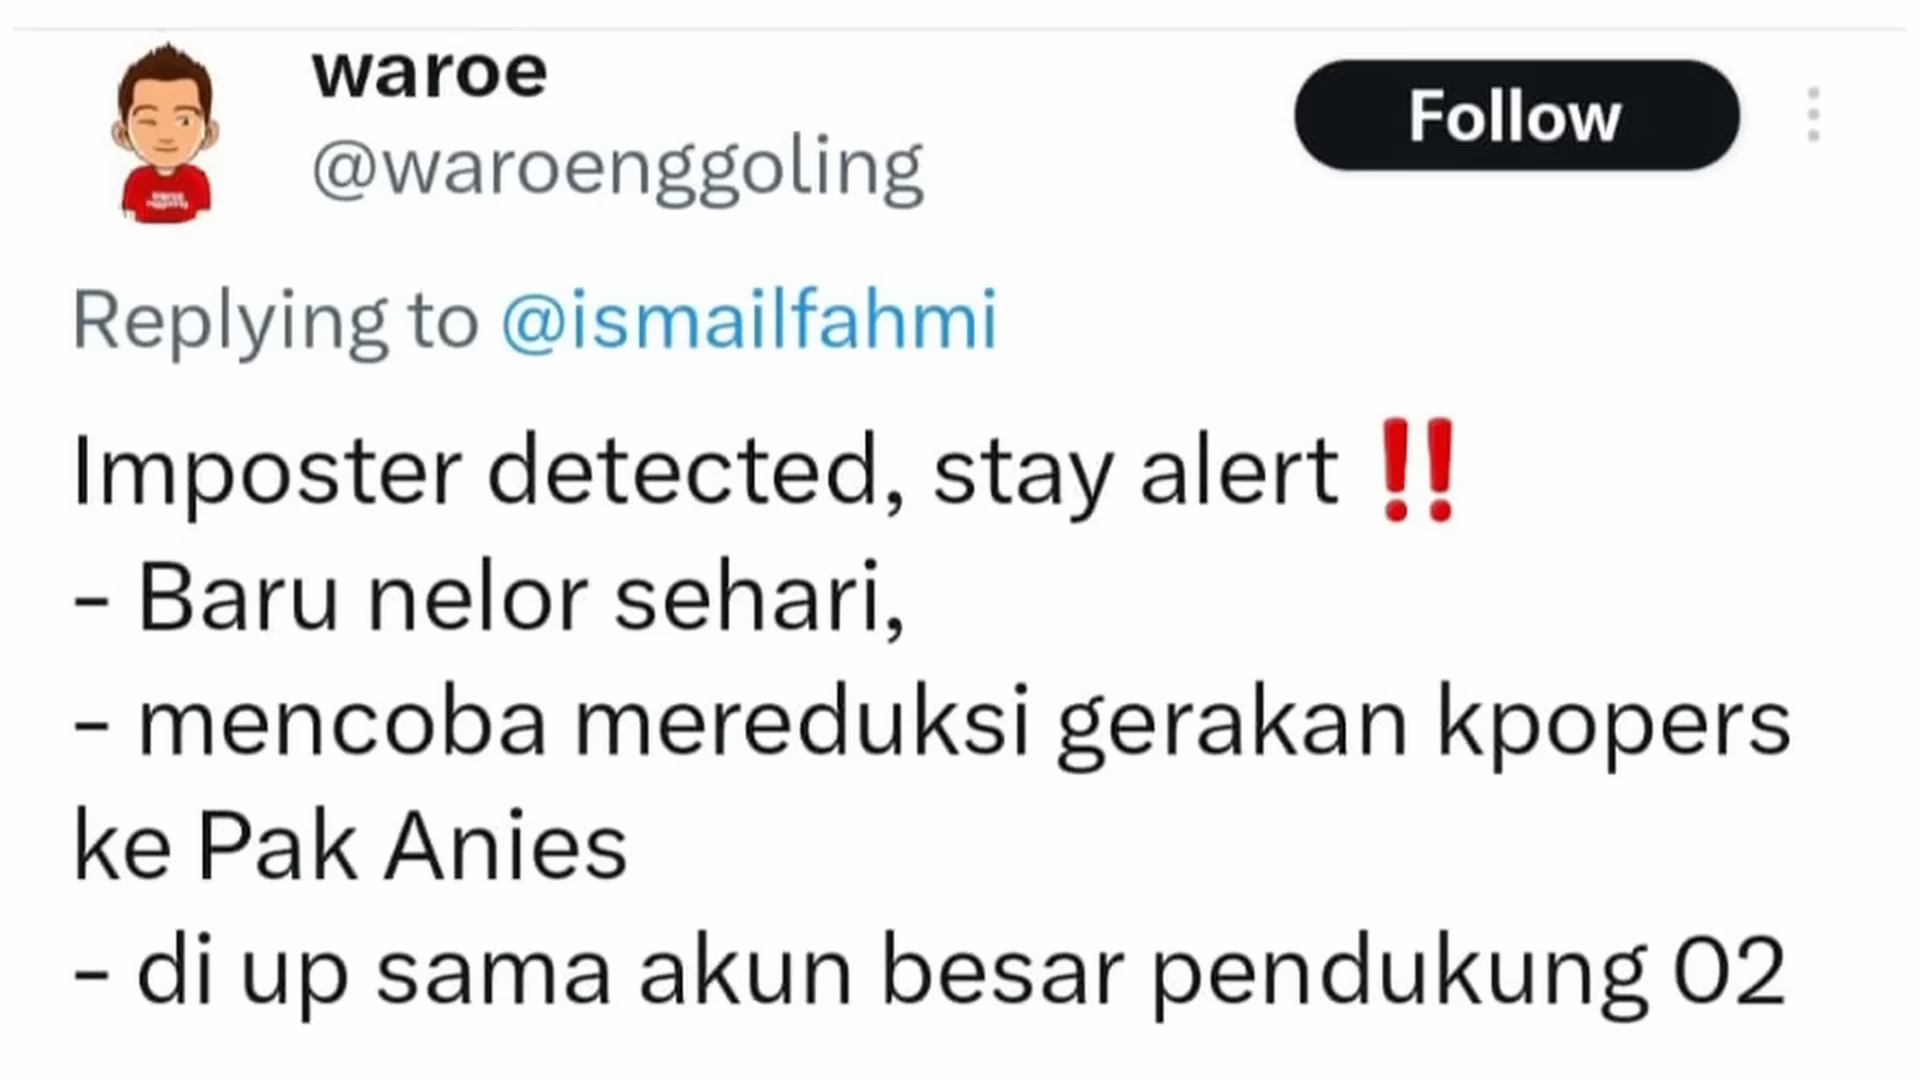 waroe
@waroenggoling
Follow
Replying to @ismailfahmi
Imposter detected, stay alert ‼️
- Baru nelor sehari,
- mencoba mereduksi gerakan kpopers
ke Pak Anies
- di up sama akun besar pendukung 02